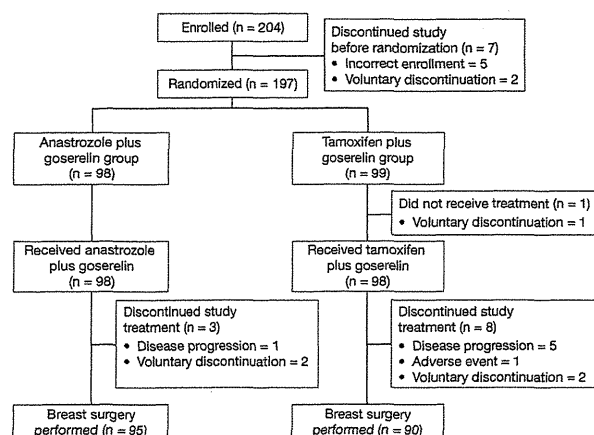 Enrolled (n = 204)
Discontinued study
before randomization (n = 7)
• Incorrect enrollment = 5
• Voluntary discontinuation = 2
Randomized (n = 197)
Anastrozole plus
goserelin group
(n = 98)
Tamoxifen plus
goserelin group
(n = 99)
Did not receive treatment (n = 1)
• Voluntary discontinuation = 1
Received anastrozole
plus goserelin
(n = 98)
Received tamoxifen
plus goserelin
(n = 98)
Discontinued study
treatment (n = 3)
• Disease progression = 1
• Voluntary discontinuation = 2
Discontinued study
treatment (n = 8)
• Disease progression = 5
• Adverse event = 1
• Voluntary discontinuation = 2
Breast surgery
performed (n = 95)
Breast surgery
performed (n = 90)